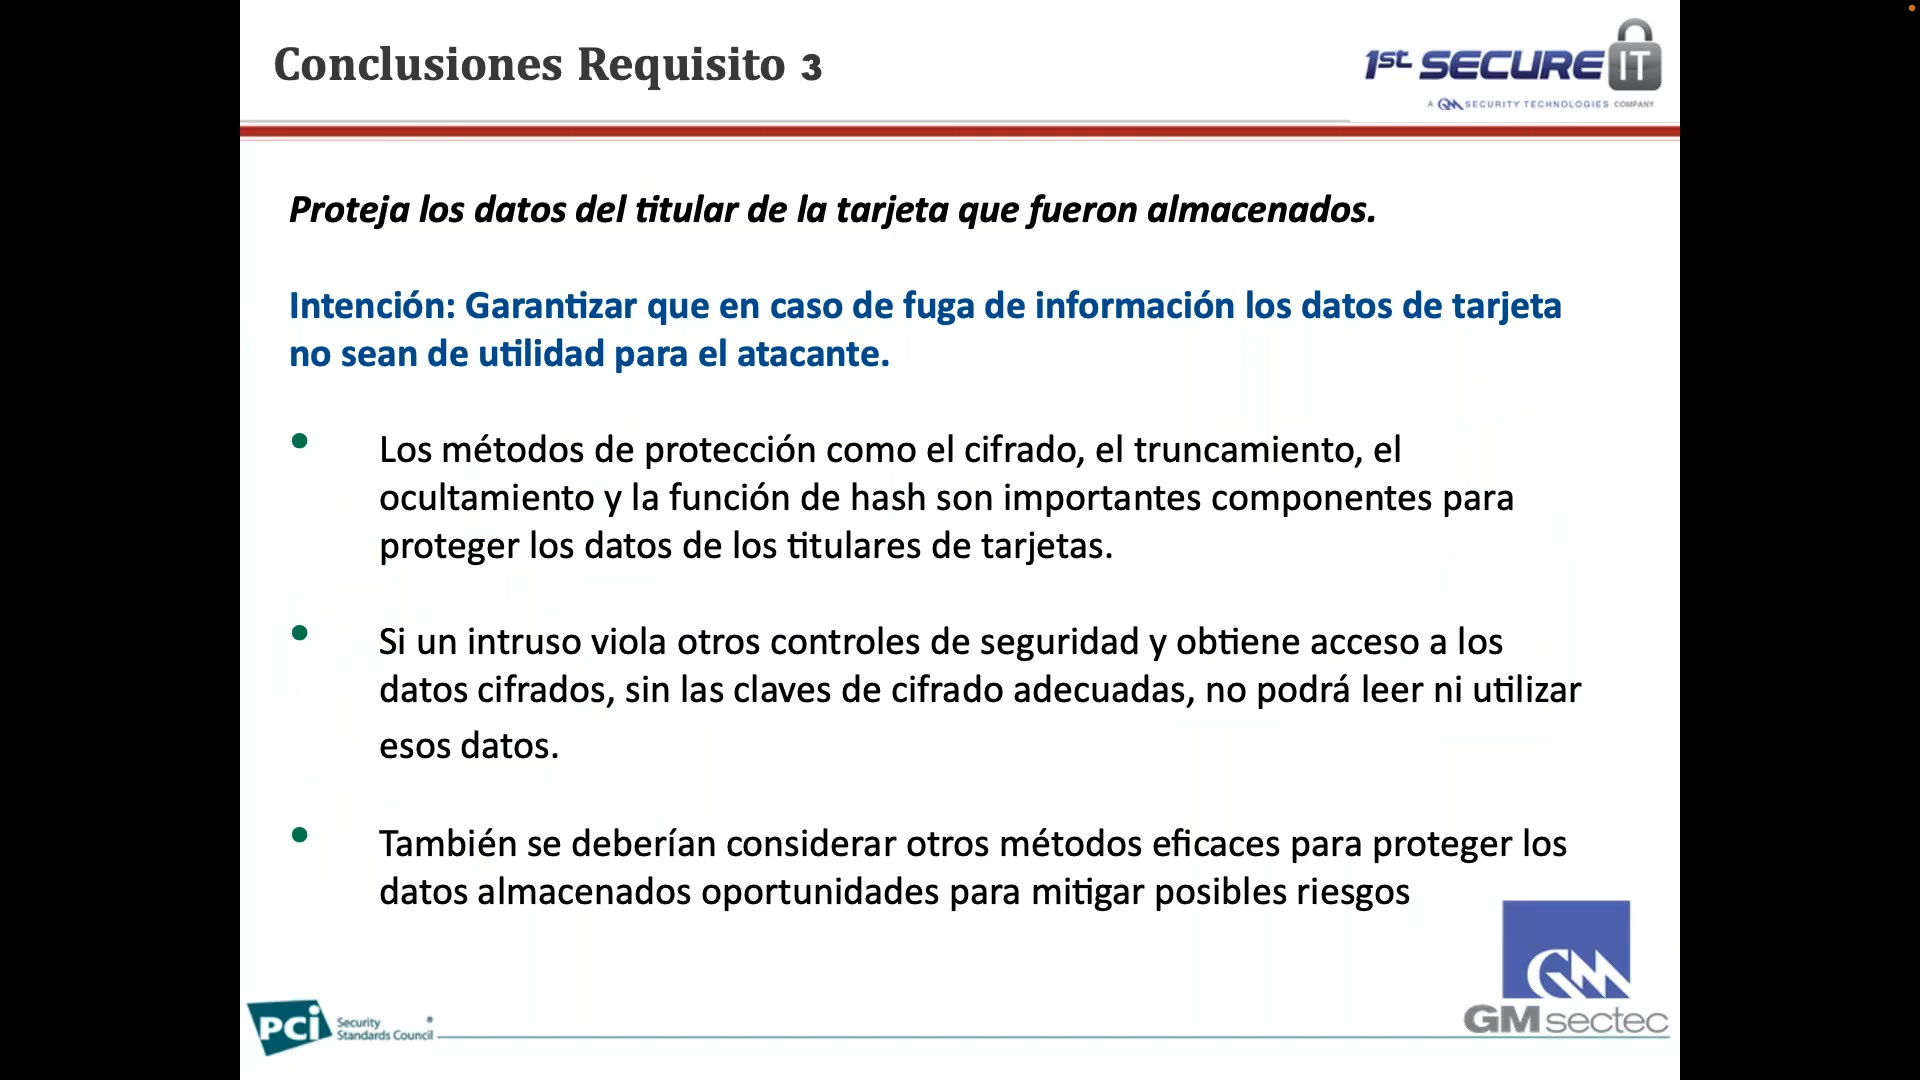 Conclusiones Requisito 3
1st SECURE IT
A GM SECURITY TECHNOLOGIES COMPANY
Proteja los datos del titular de la tarjeta que fueron almacenados.
Intención: Garantizar que en caso de fuga de información los datos de tarjeta
no sean de utilidad para el atacante.
• Los métodos de protección como el cifrado, el truncamiento, el
ocultamiento y la función de hash son importantes componentes para
proteger los datos de los titulares de tarjetas.
• Si un intruso viola otros controles de seguridad y obtiene acceso a los
datos cifrados, sin las claves de cifrado adecuadas, no podrá leer ni utilizar
esos datos.
• También se deberían considerar otros métodos eficaces para proteger los
datos almacenados oportunidades para mitigar posibles riesgos
GM
GM sectec
PCi Security
Standards Council